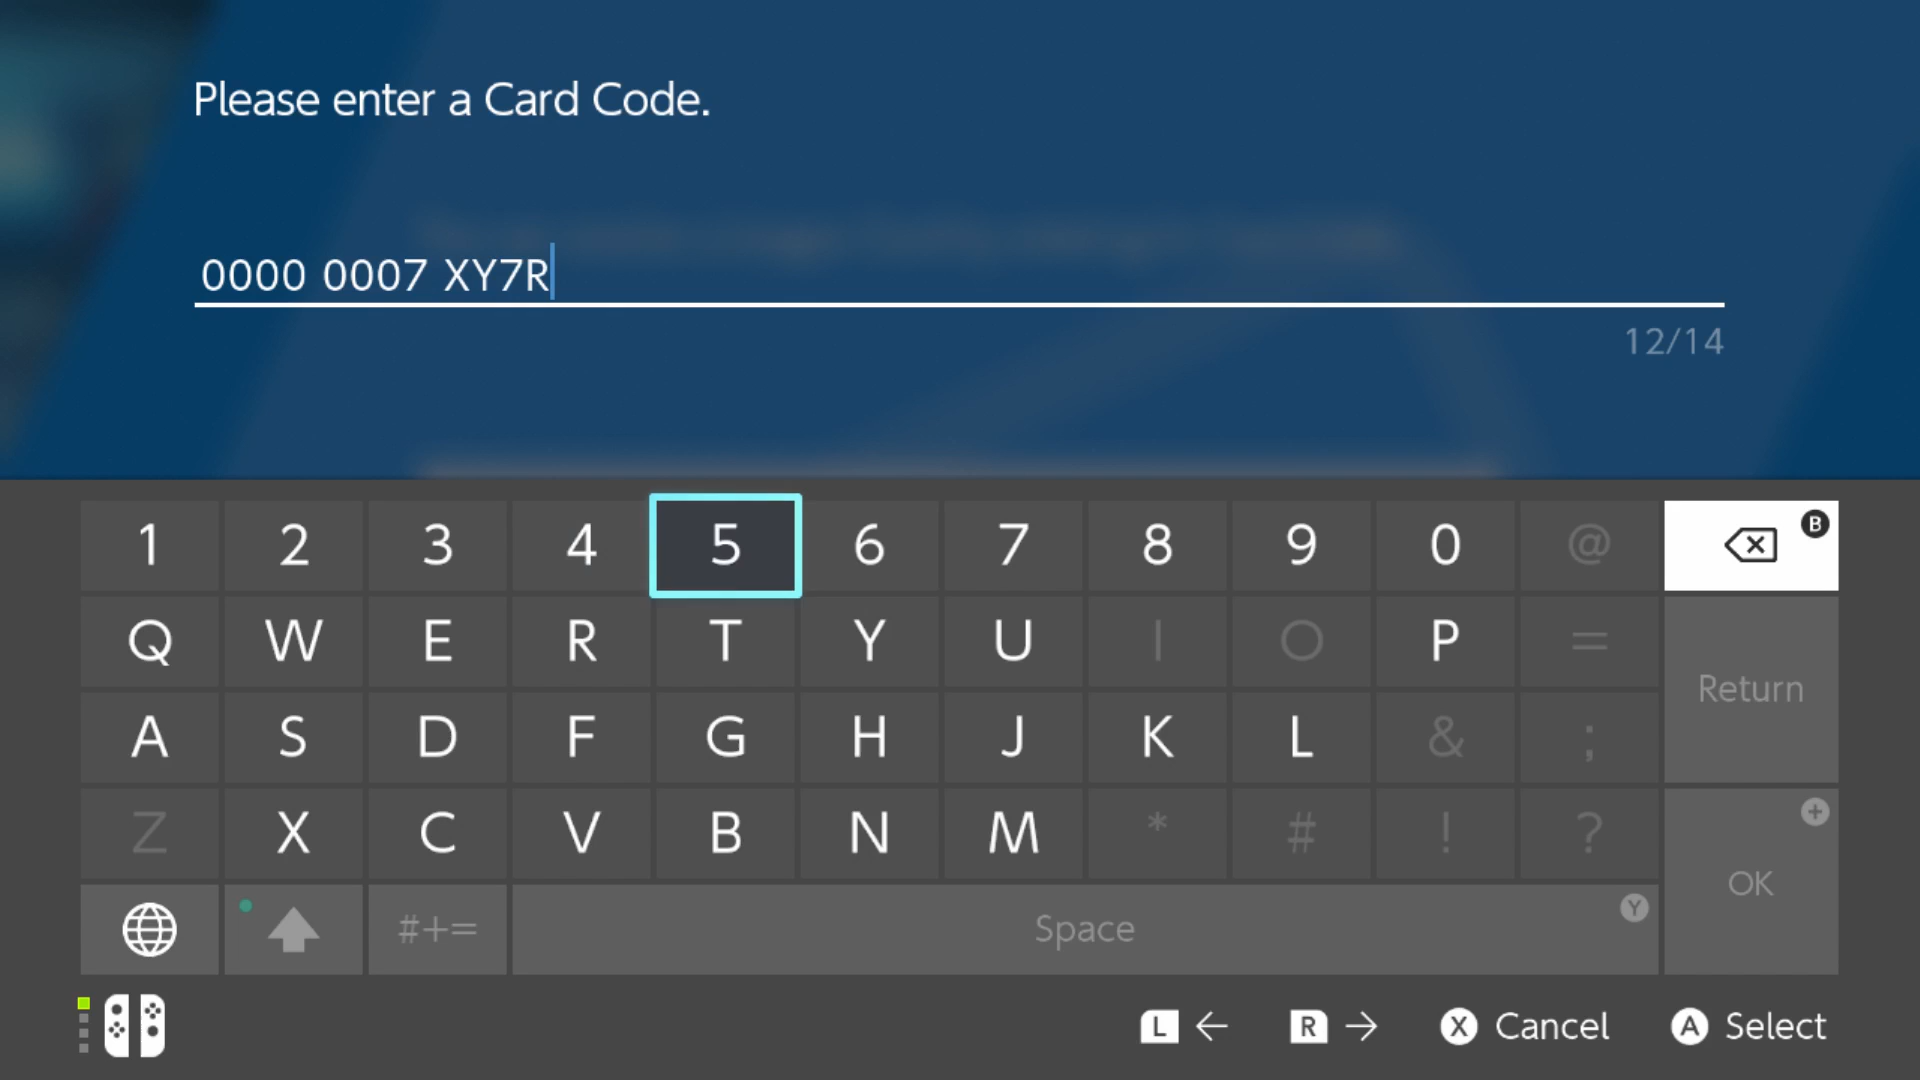 Please enter a Card Code.
0000 0007 XY7R
12/14
1 2 3 4 5 6 7 8 9 0 @ B
Q W E R T Y U I O P = Return
A S D F G H J K L & ;
Z X C V B N M * # ! ? + OK
#+= Space Y
L ← R → X Cancel A Select